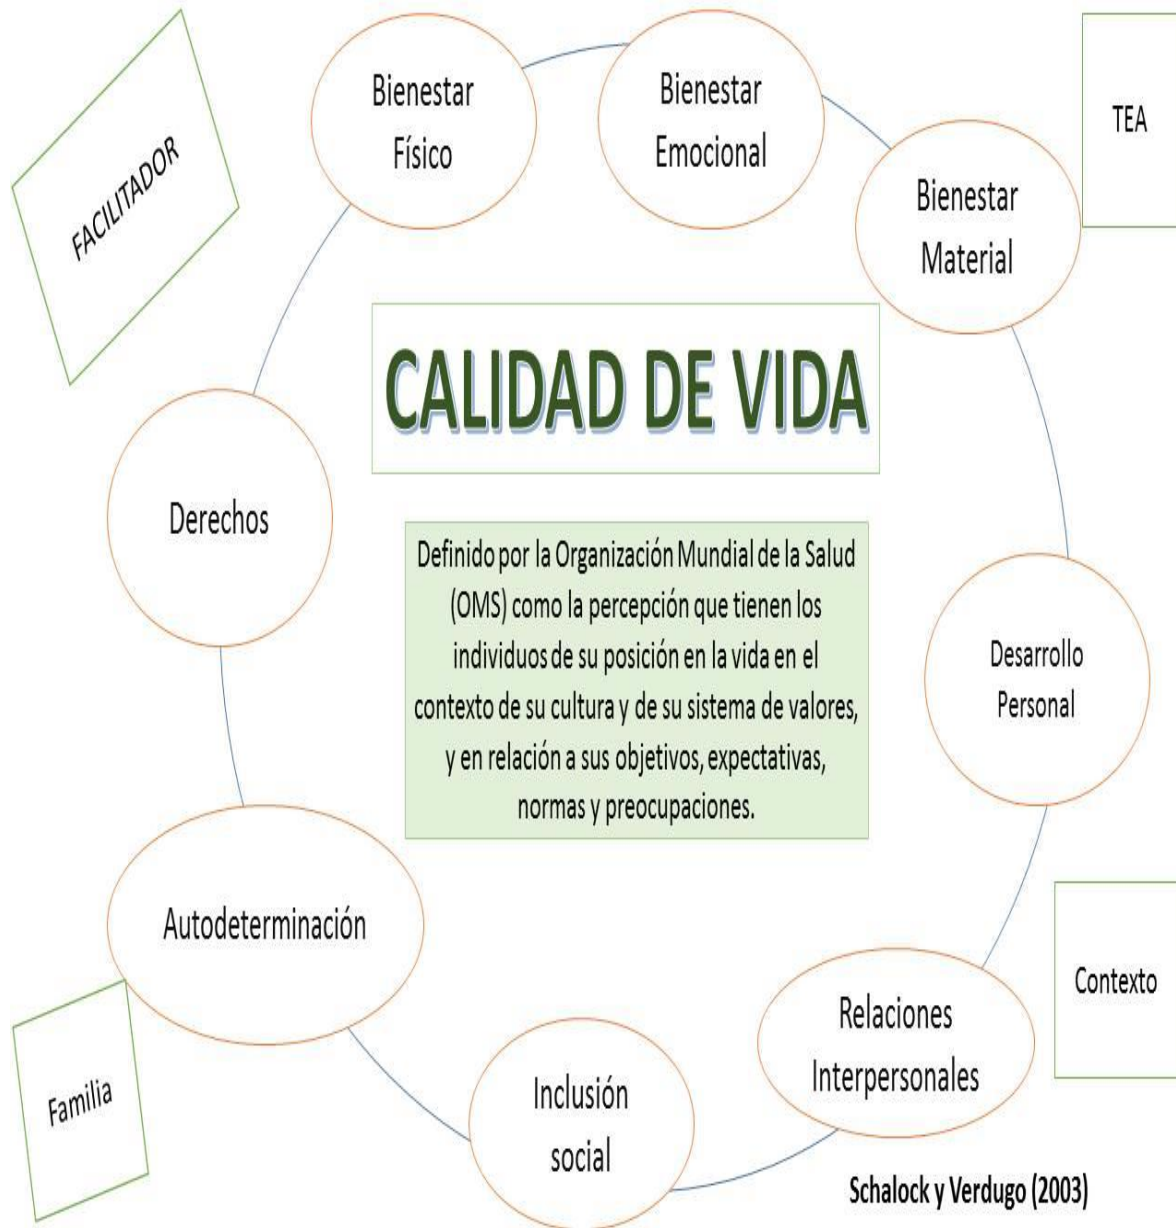 FACILITADOR
Bienestar
Físico
Bienestar
Emocional
Bienestar
Material
TEA
CALIDAD DE VIDA
Derechos
Definido por la Organización Mundial de la Salud
(OMS) como la percepción que tienen los
individuos de su posición en la vida en el
contexto de su cultura y de su sistema de valores,
y en relación a sus objetivos, expectativas,
normas y preocupaciones.
Desarrollo
Personal
Autodeterminación
Contexto
Relaciones
Interpersonales
Familia
Inclusión
social
Schalock y Verdugo (2003)